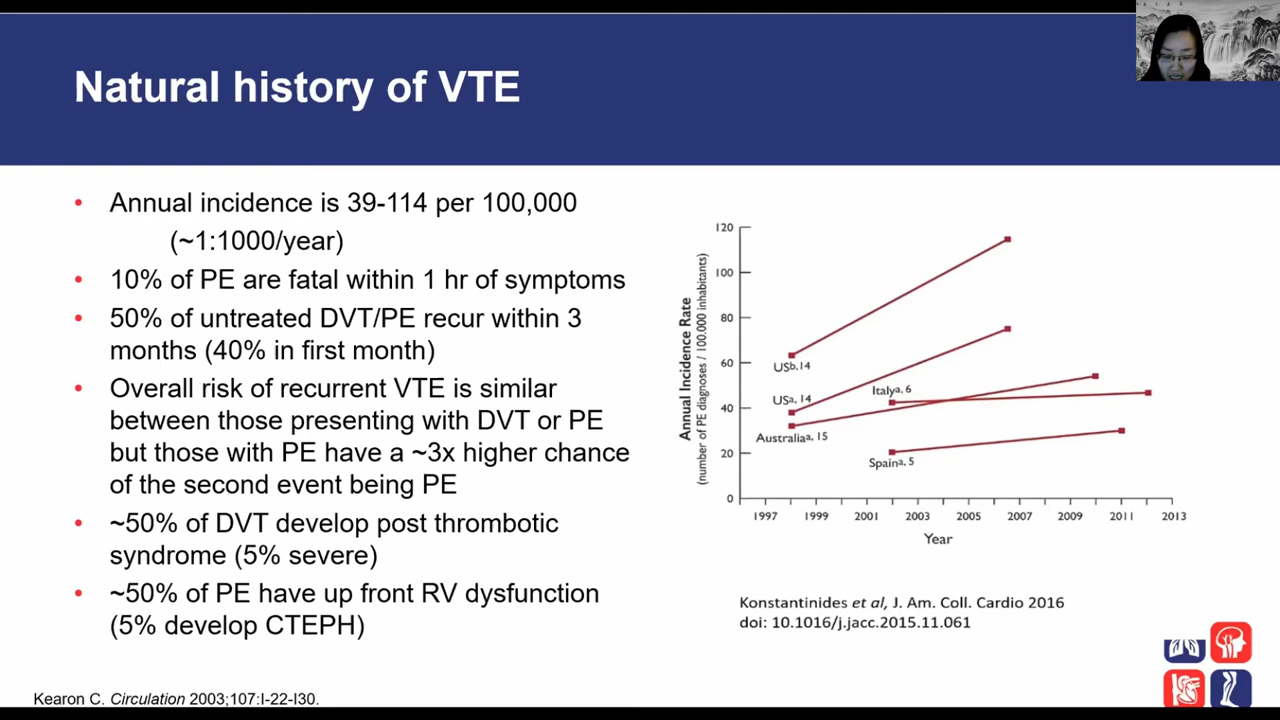 Natural history of VTE
• Annual incidence is 39-114 per 100,000
(~1:1000/year)
• 10% of PE are fatal within 1 hr of symptoms
• 50% of untreated DVT/PE recur within 3
months (40% in first month)
• Overall risk of recurrent VTE is similar
between those presenting with DVT or PE
but those with PE have a ~3x higher chance
of the second event being PE
• ~50% of DVT develop post thrombotic
syndrome (5% severe)
• ~50% of PE have up front RV dysfunction
(5% develop CTEPH)
Kearon C. Circulation 2003;107:I-22-I30.
Annual Incidence Rate
(number of PE diagnoses / 100.000 inhabitants)
120
100
80
60
40
20
0
USb,14
USa, 14
Italya, 6
Australiaa, 15
Spaina, 5
1997 1999 2001 2003 2005 2007 2009 2011 2013
Year
Konstantinides et al, J. Am. Coll. Cardio 2016
doi: 10.1016/j.jacc.2015.11.061